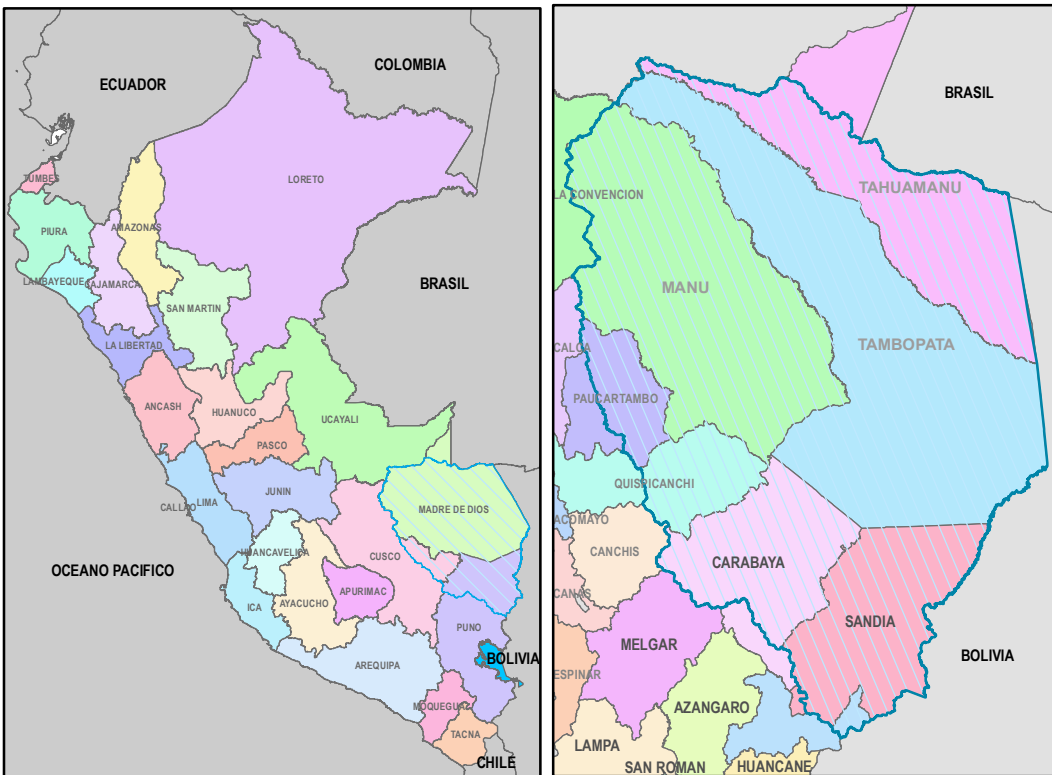 COLOMBIA
ECUADOR
LORETO
TUMBES
AMAZONAS
PIURA
LAMBAYEQUE
CAJAMARCA
BRASIL
SAN MARTIN
LA LIBERTAD
ANCASH
HUANUCO
UCAYALI
PASCO
JUNIN
CALLAO
LIMA
MADRE DE DIOS
HUANCAVELICA
CUSCO
OCEANO PACIFICO
APURIMAC
ICA
AYACUCHO
PUNO
BOLIVIA
AREQUIPA
MOQUEGUA
TACNA
CHILE
BRASIL
TAHUAMANU
LA CONVENCION
MANU
TAMBOPATA
CALCA
PAUCARTAMBO
QUISPICANCHI
ACOMAYO
CANCHIS
CARABAYA
CANAS
SANDIA
MELGAR
BOLIVIA
ESPINAR
AZANGARO
LAMPA
SAN ROMAN
HUANCANE